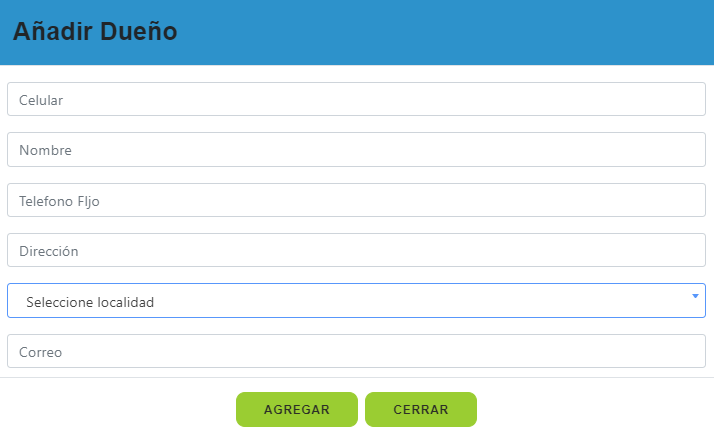 Añadir Dueño
Celular
Nombre
Telefono FIjo
Dirección
Seleccione localidad
Correo
AGREGAR CERRAR